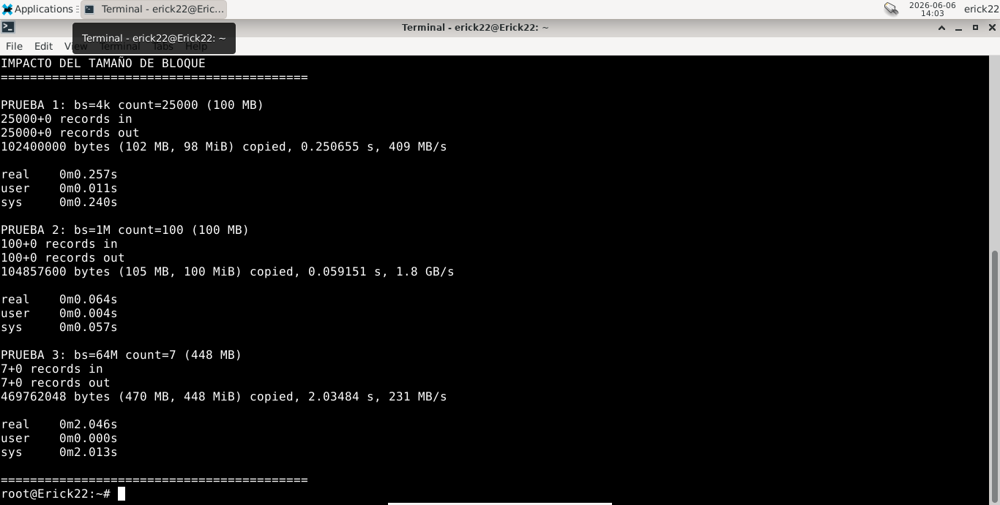 Applications
Terminal - erick22@Eric...
2026-06-06
14:03
erick22
Terminal - erick22@Erick22: ~
Terminal - erick22@Erick22: ~
File Edit View Terminal Tabs Help
IMPACTO DEL TAMAÑO DE BLOQUE
==========================================
PRUEBA 1: bs=4k count=25000 (100 MB)
25000+0 records in
25000+0 records out
102400000 bytes (102 MB, 98 MiB) copied, 0.250655 s, 409 MB/s
real 0m0.257s
user 0m0.011s
sys 0m0.240s
PRUEBA 2: bs=1M count=100 (100 MB)
100+0 records in
100+0 records out
104857600 bytes (105 MB, 100 MiB) copied, 0.059151 s, 1.8 GB/s
real 0m0.064s
user 0m0.004s
sys 0m0.057s
PRUEBA 3: bs=64M count=7 (448 MB)
7+0 records in
7+0 records out
469762048 bytes (470 MB, 448 MiB) copied, 2.03484 s, 231 MB/s
real 0m2.046s
user 0m0.000s
sys 0m2.013s
==========================================
root@Erick22:~#